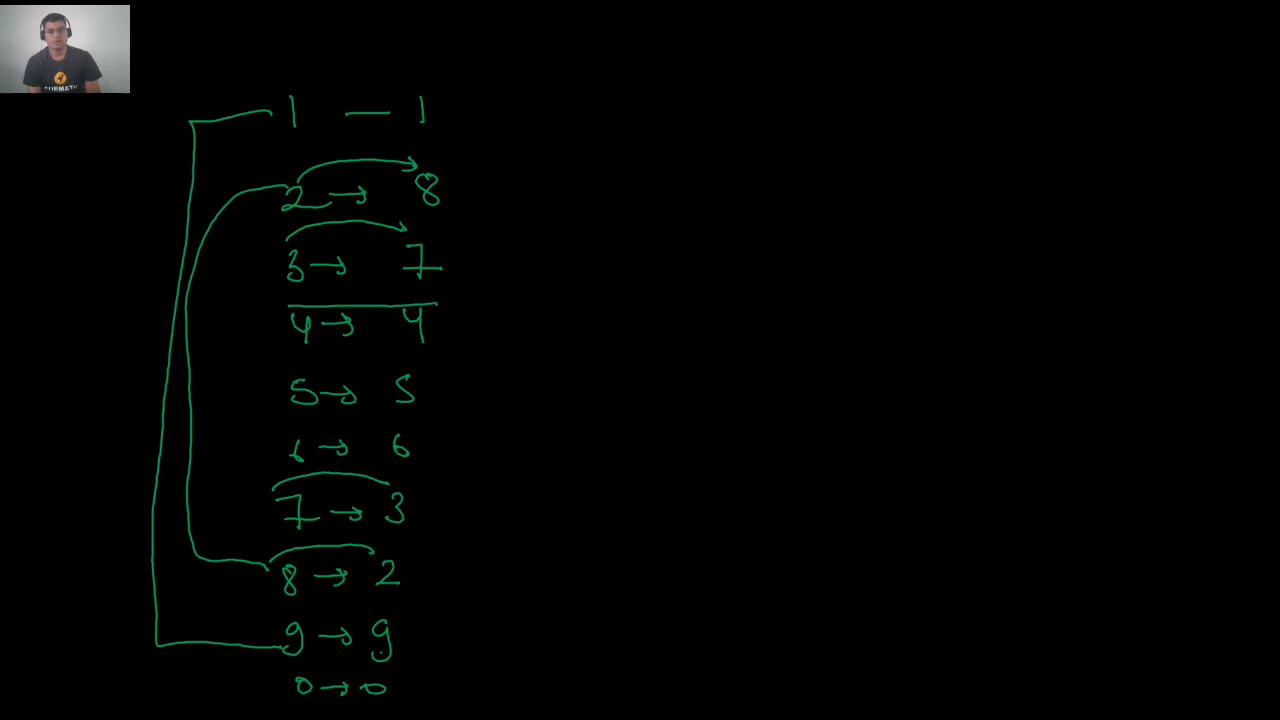 1 — 1
2 → 8
3 → 7
4 → 4
5 → 5
6 → 6
7 → 3
8 → 2
9 → 9
0 → 0